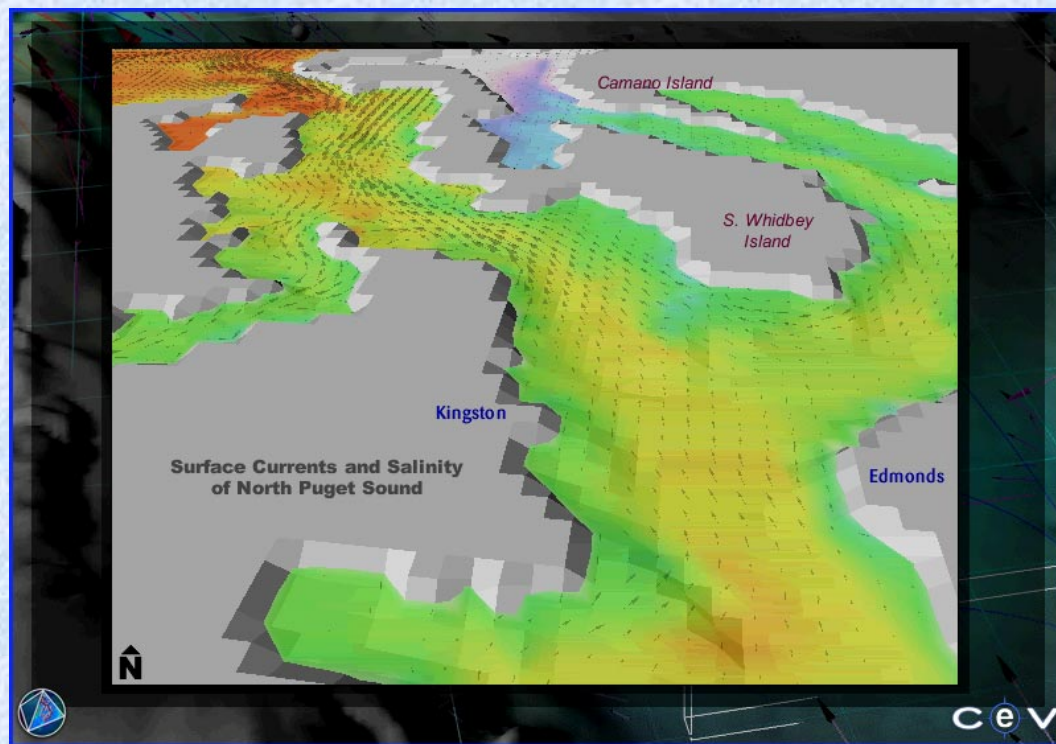 Camano Island
S. Whidbey
Island
Kingston
Surface Currents and Salinity
of North Puget Sound
Edmonds
N
CeV